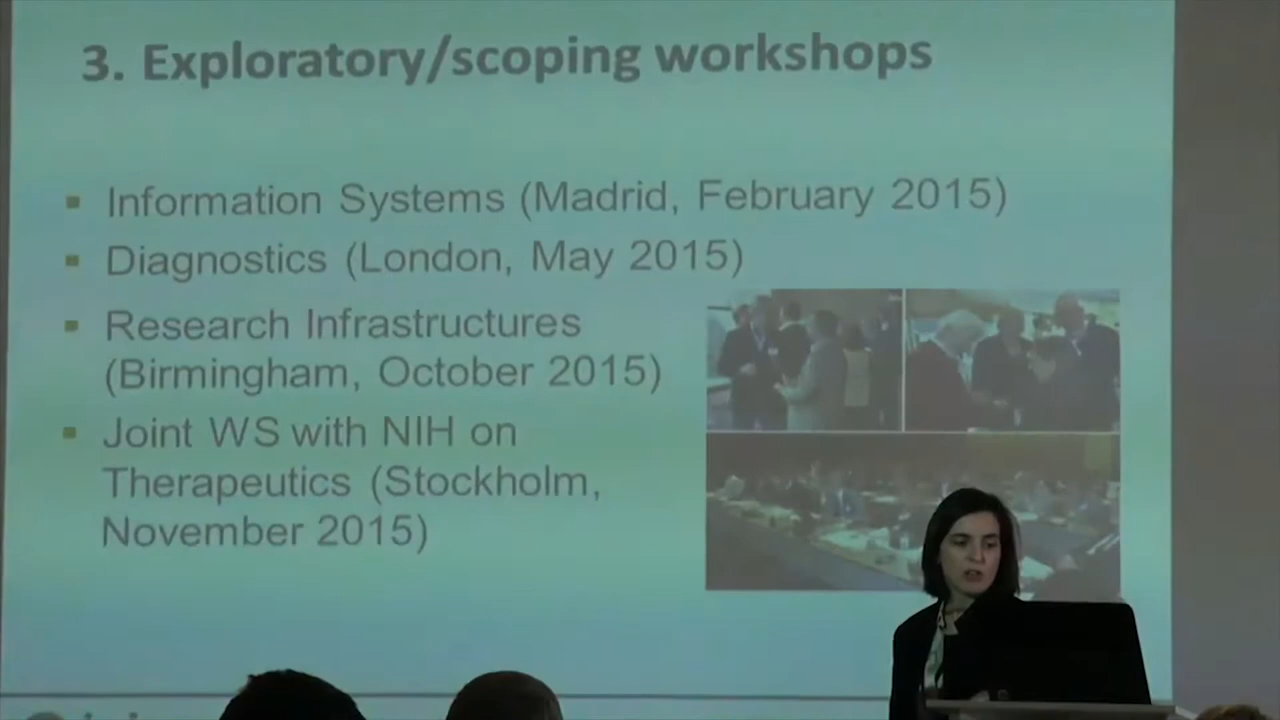 3. Exploratory/scoping workshops
Information Systems (Madrid, February 2015)
Diagnostics (London, May 2015)
Research Infrastructures
(Birmingham, October 2015)
Joint WS with NIH on
Therapeutics (Stockholm,
November 2015)